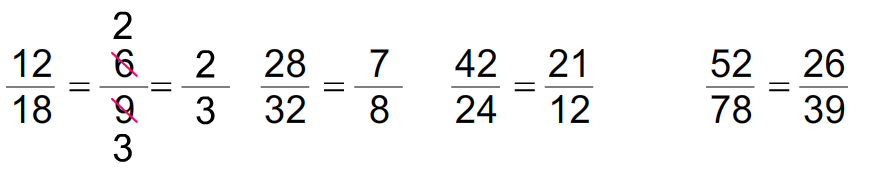 2
12 = 6 = 2 28 = 7 42 = 21 52 = 26
18 9 3 32 8 24 12 78 39
3